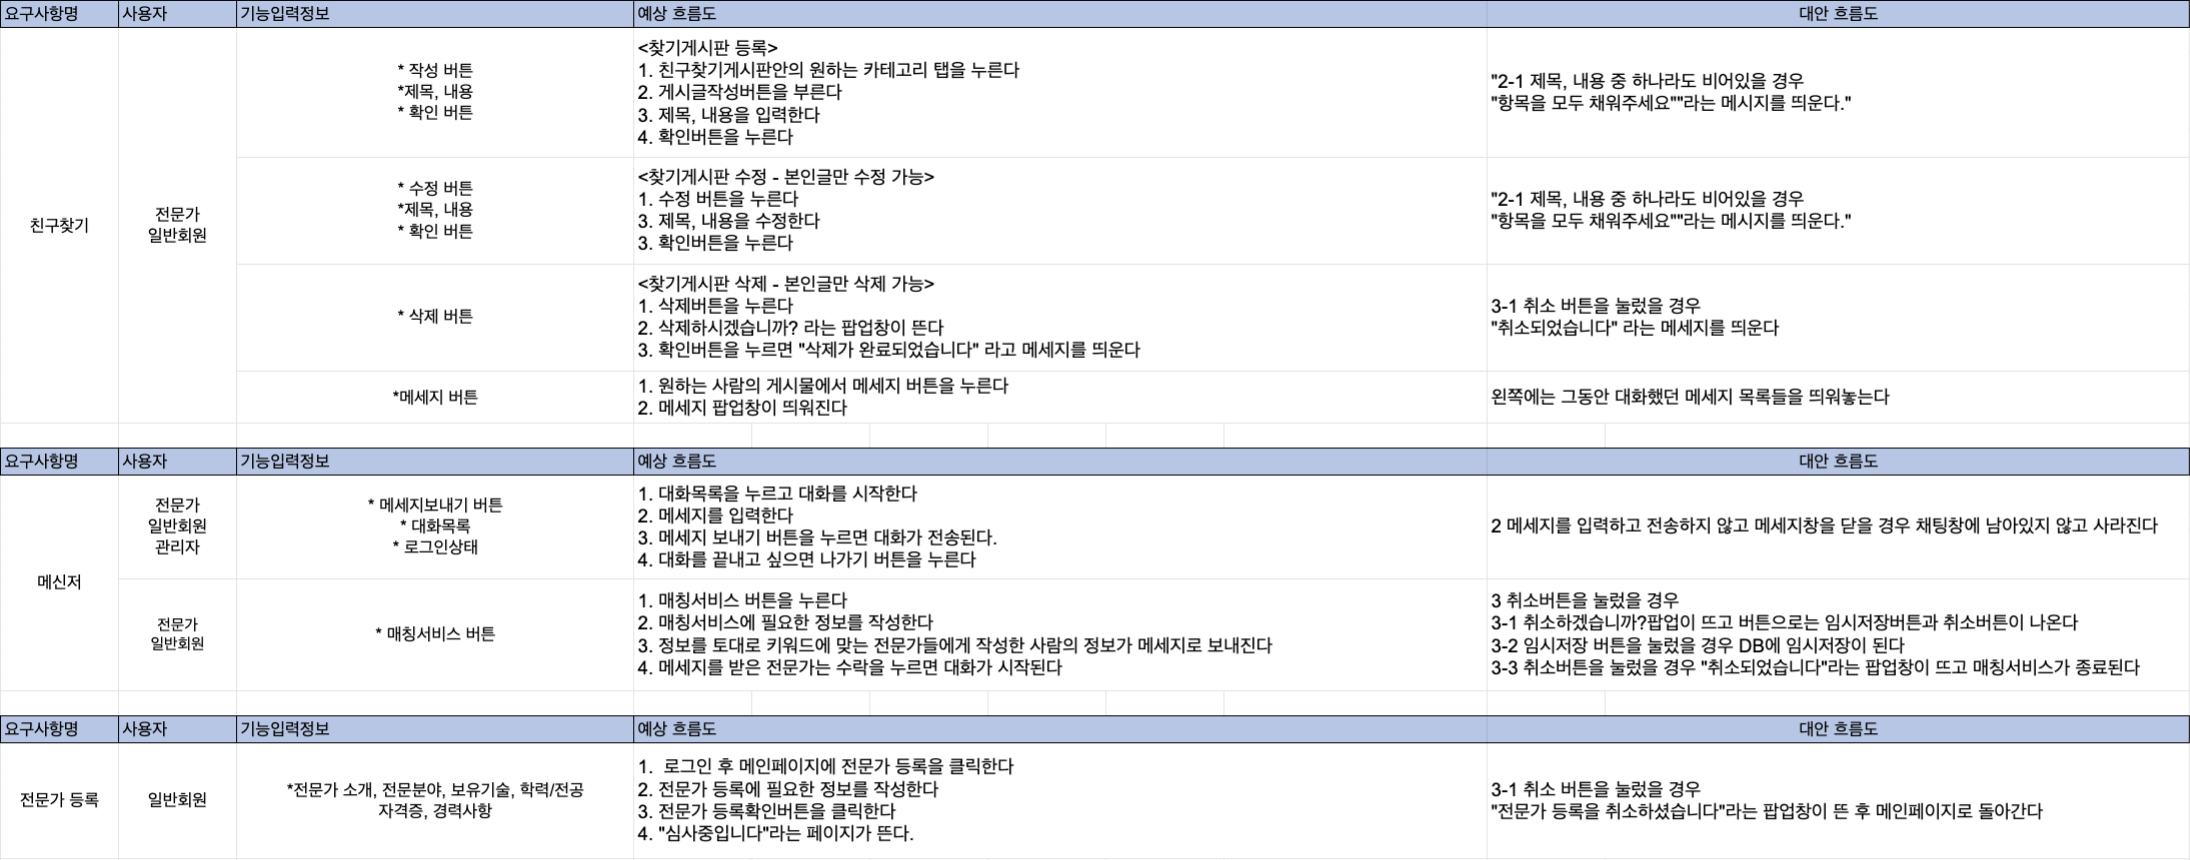 요구사항명 사용자 기능입력정보 예상 흐름도 대안 흐름도
친구찾기
전문가
일반회원
* 작성 버튼
*제목, 내용
* 확인 버튼
<찾기게시판 등록>
1. 친구찾기게시판안의 원하는 카테고리 탭을 누른다
2. 게시글작성버튼을 부른다
3. 제목, 내용을 입력한다
4. 확인버튼을 누른다
"2-1 제목, 내용 중 하나라도 비어있을 경우
"항목을 모두 채워주세요""라는 메시지를 띄운다."
* 수정 버튼
*제목, 내용
* 확인 버튼
<찾기게시판 수정 - 본인글만 수정 가능>
1. 수정 버튼을 누른다
3. 제목, 내용을 수정한다
3. 확인버튼을 누른다
"2-1 제목, 내용 중 하나라도 비어있을 경우
"항목을 모두 채워주세요""라는 메시지를 띄운다."
* 삭제 버튼
<찾기게시판 삭제 - 본인글만 삭제 가능>
1. 삭제버튼을 누른다
2. 삭제하시겠습니까? 라는 팝업창이 뜬다
3. 확인버튼을 누르면 "삭제가 완료되었습니다" 라고 메세지를 띄운다
3-1 취소 버튼을 눌렀을 경우
"취소되었습니다" 라는 메세지를 띄운다
*메세지 버튼
1. 원하는 사람의 게시물에서 메세지 버튼을 누른다
2. 메세지 팝업창이 띄워진다
왼쪽에는 그동안 대화했던 메세지 목록들을 띄워놓는다
요구사항명 사용자 기능입력정보 예상 흐름도 대안 흐름도
메신저
전문가
일반회원
관리자
* 메세지보내기 버튼
* 대화목록
* 로그인상태
1. 대화목록을 누르고 대화를 시작한다
2. 메세지를 입력한다
3. 메세지 보내기 버튼을 누르면 대화가 전송된다.
4. 대화를 끝내고 싶으면 나가기 버튼을 누른다
2 메세지를 입력하고 전송하지 않고 메세지창을 닫을 경우 채팅창에 남아있지 않고 사라진다
전문가
일반회원
* 매칭서비스 버튼
1. 매칭서비스 버튼을 누른다
2. 매칭서비스에 필요한 정보를 작성한다
3. 정보를 토대로 키워드에 맞는 전문가들에게 작성한 사람의 정보가 메세지로 보내진다
4. 메세지를 받은 전문가는 수락을 누르면 대화가 시작된다
3 취소버튼을 눌렀을 경우
3-1 취소하겠습니까?팝업이 뜨고 버튼으로는 임시저장버튼과 취소버튼이 나온다
3-2 임시저장 버튼을 눌렀을 경우 DB에 임시저장이 된다
3-3 취소버튼을 눌렀을 경우 "취소되었습니다"라는 팝업창이 뜨고 매칭서비스가 종료된다
요구사항명 사용자 기능입력정보 예상 흐름도 대안 흐름도
전문가 등록
일반회원
*전문가 소개, 전문분야, 보유기술, 학력/전공
자격증, 경력사항
1. 로그인 후 메인페이지에 전문가 등록을 클릭한다
2. 전문가 등록에 필요한 정보를 작성한다
3. 전문가 등록확인버튼을 클릭한다
4. "심사중입니다"라는 페이지가 뜬다.
3-1 취소 버튼을 눌렀을 경우
"전문가 등록을 취소하셨습니다"라는 팝업창이 뜬 후 메인페이지로 돌아간다